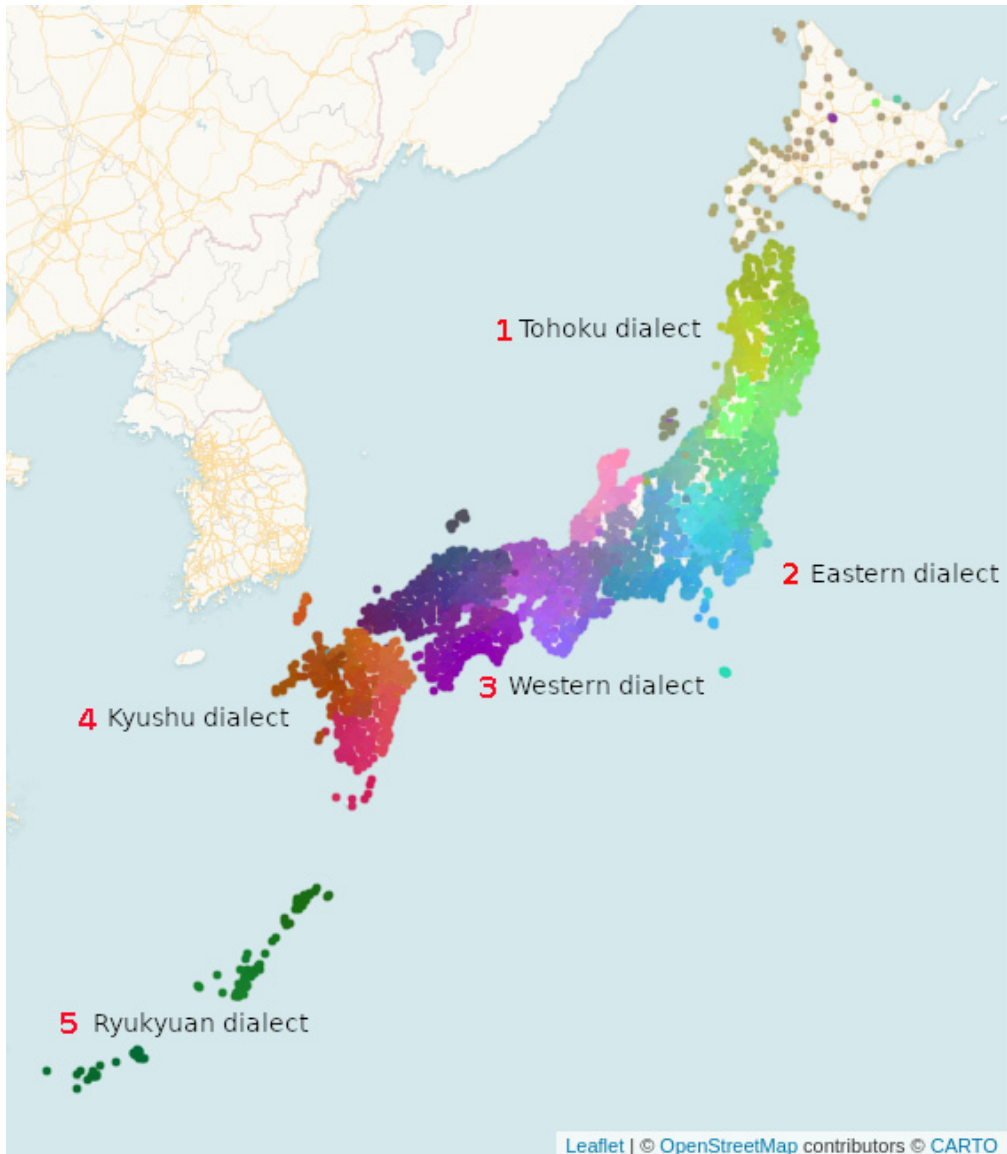 1 Tohoku dialect
2 Eastern dialect
3 Western dialect
4 Kyushu dialect
5 Ryukyuan dialect
Leaflet | © OpenStreetMap contributors © CARTO